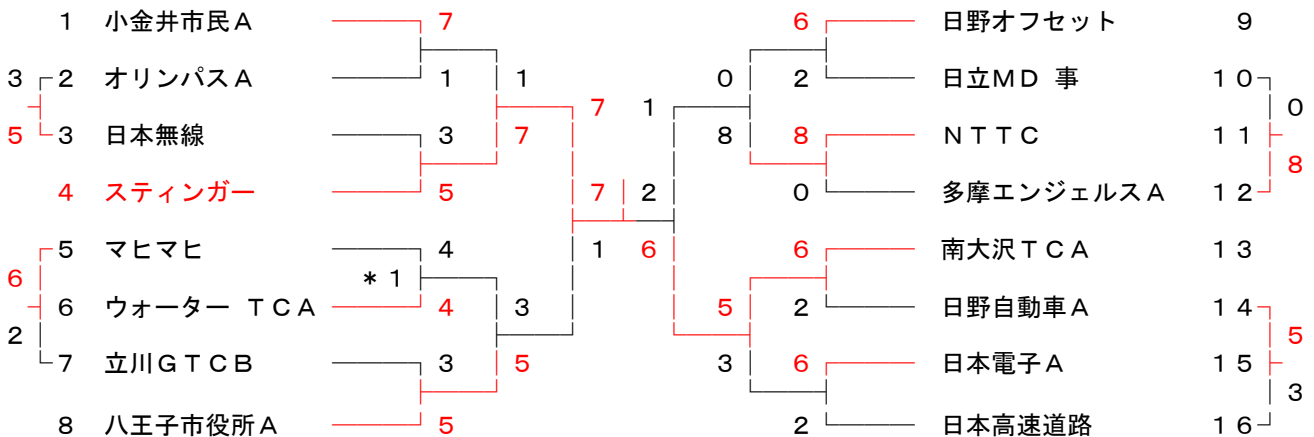 1 小金井市民A 7 6 日野オフセット 9
3 2 オリンパスA 1 1 0 2 日立MD 事 10
7 1 0
5 3 日本無線 3 7 8 8 NTTC 11
8
4 スティンガー 5 7 2 0 多摩エンジェルスA 12
5 マヒマヒ 4 1 6 6 南大沢TCA 13
6 *1
6 ウォーター TCA 4 3 5 2 日野自動車A 14
2 5
7 立川GTCB 3 5 3 6 日本電子A 15
3
8 八王子市役所A 5 2 日本高速道路 16